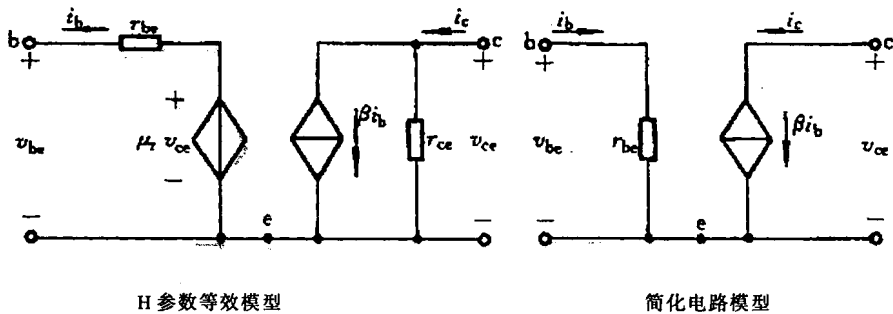 i_b r_be i_c i_b i_c
b c b c
+ + + +
+ βi_b βi_b
v_be μ_r v_ce r_ce v_ce v_be r_be v_ce
−
− e − − e −
H 参数等效模型 简化电路模型